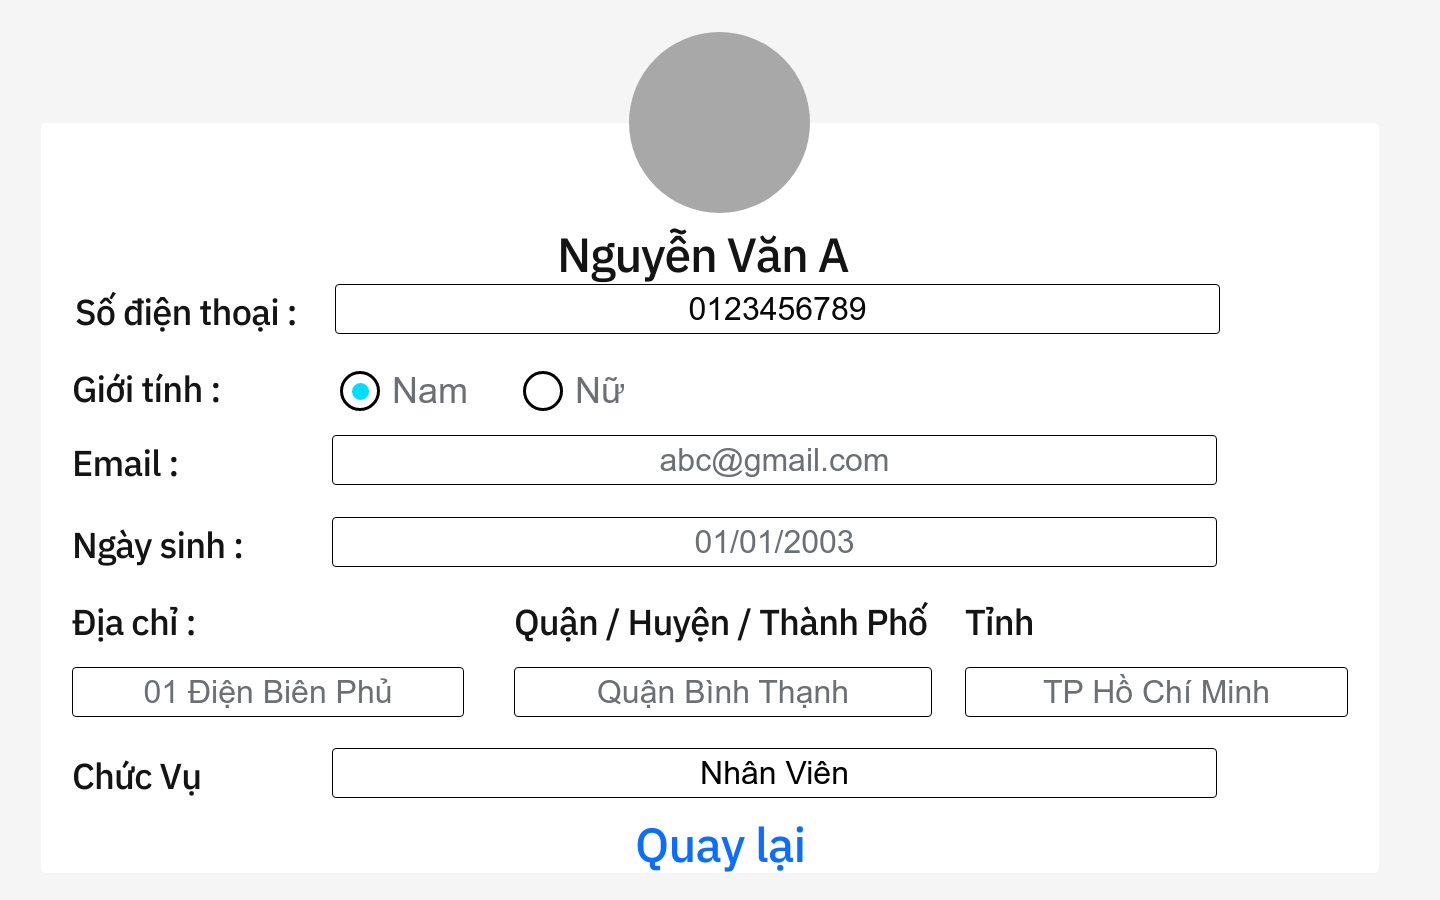 Nguyễn Văn A
Số điện thoại : 0123456789
Giới tính : Nam Nữ
Email : abc@gmail.com
Ngày sinh : 01/01/2003
Địa chỉ : Quận / Huyện / Thành Phố Tỉnh
01 Điện Biên Phủ Quận Bình Thạnh TP Hồ Chí Minh
Chức Vụ Nhân Viên
Quay lại